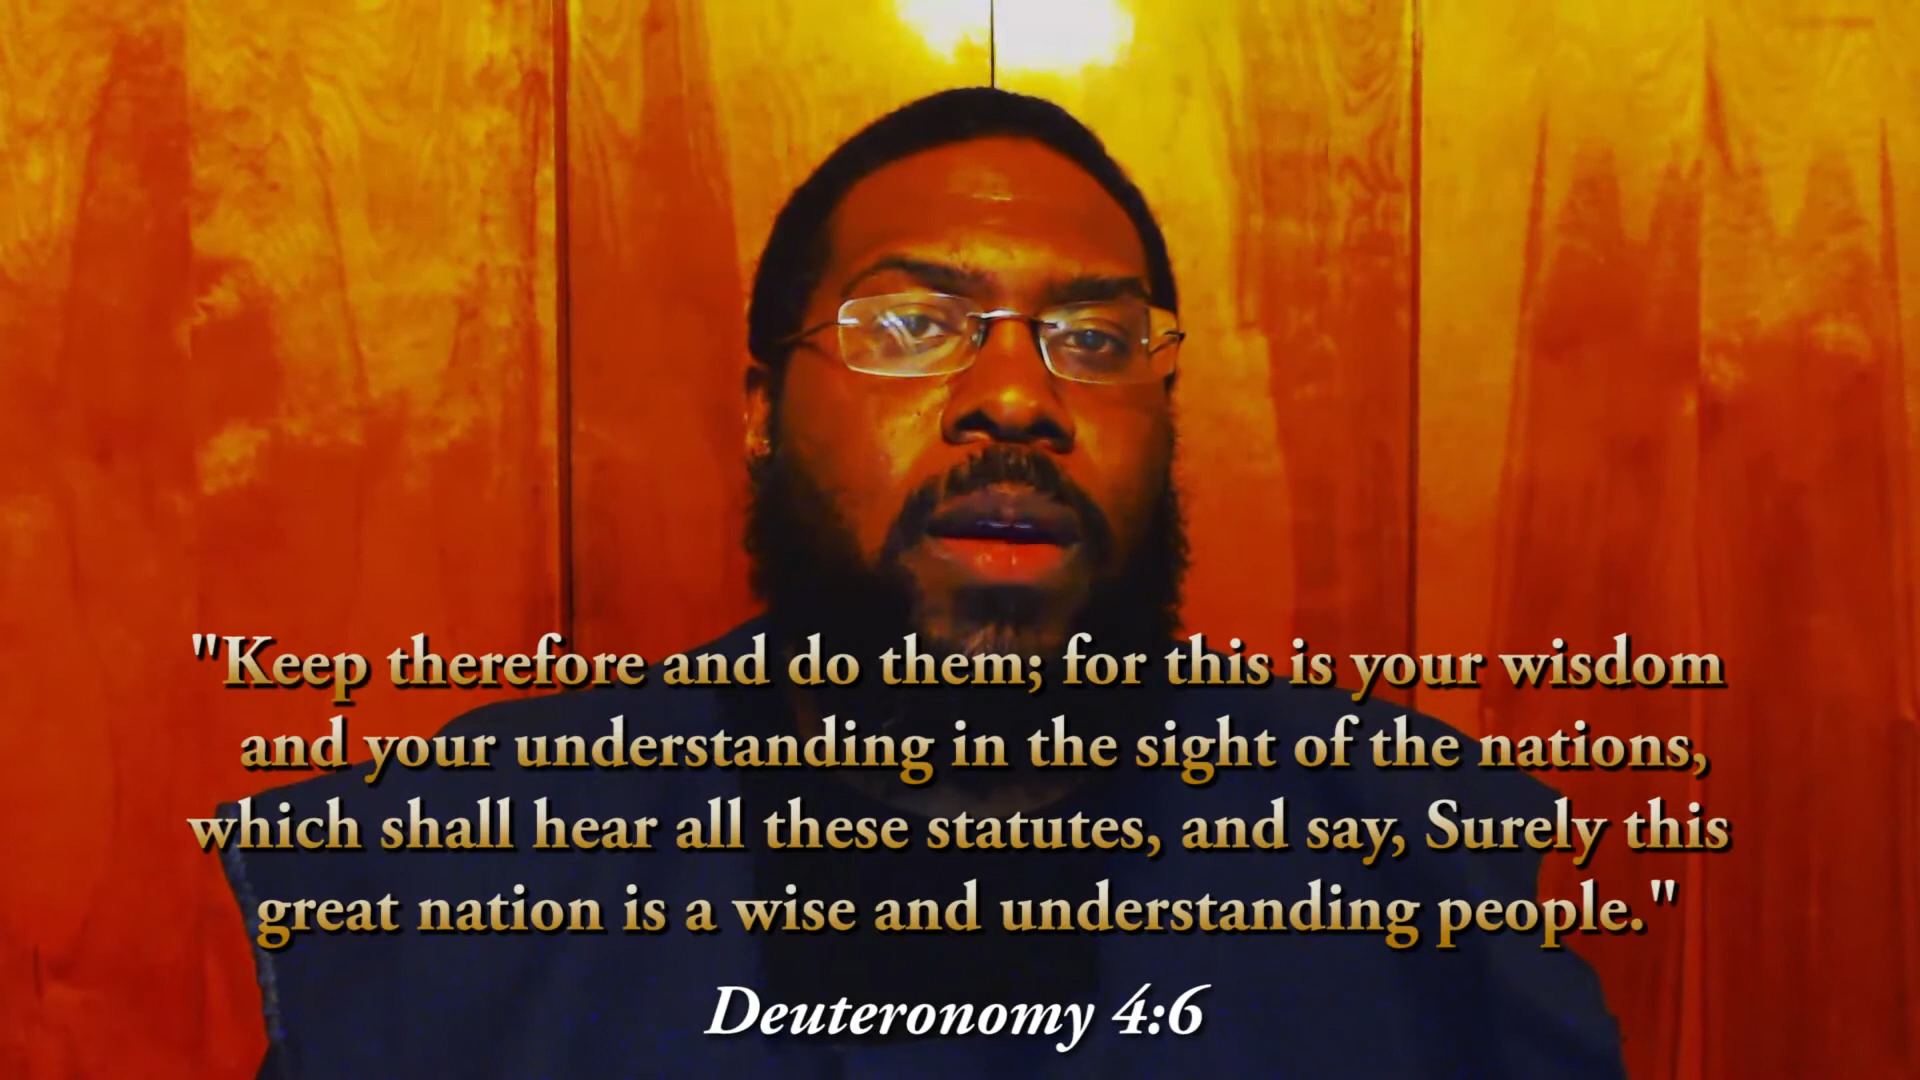 "Keep therefore and do them; for this is your wisdom
and your understanding in the sight of the nations,
which shall hear all these statutes, and say, Surely this
great nation is a wise and understanding people."
Deuteronomy 4:6